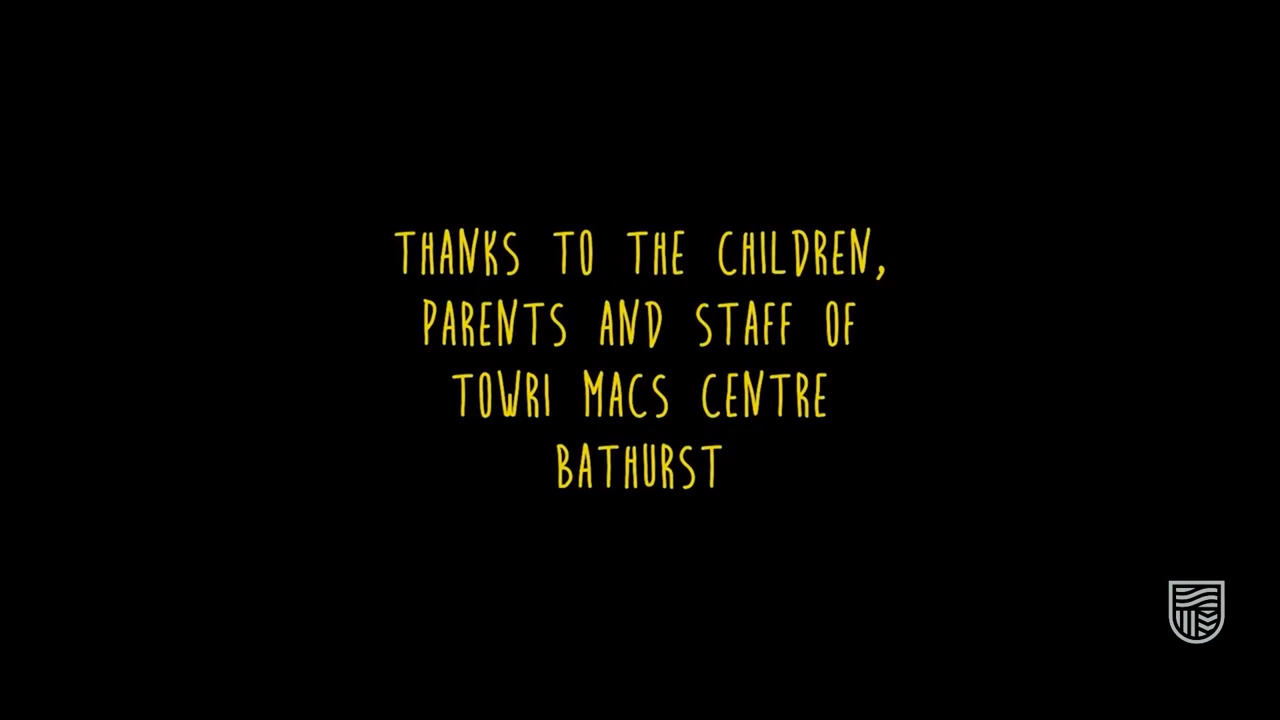 THANKS TO THE CHILDREN,
PARENTS AND STAFF OF
TOWRI MACS CENTRE
BATHURST